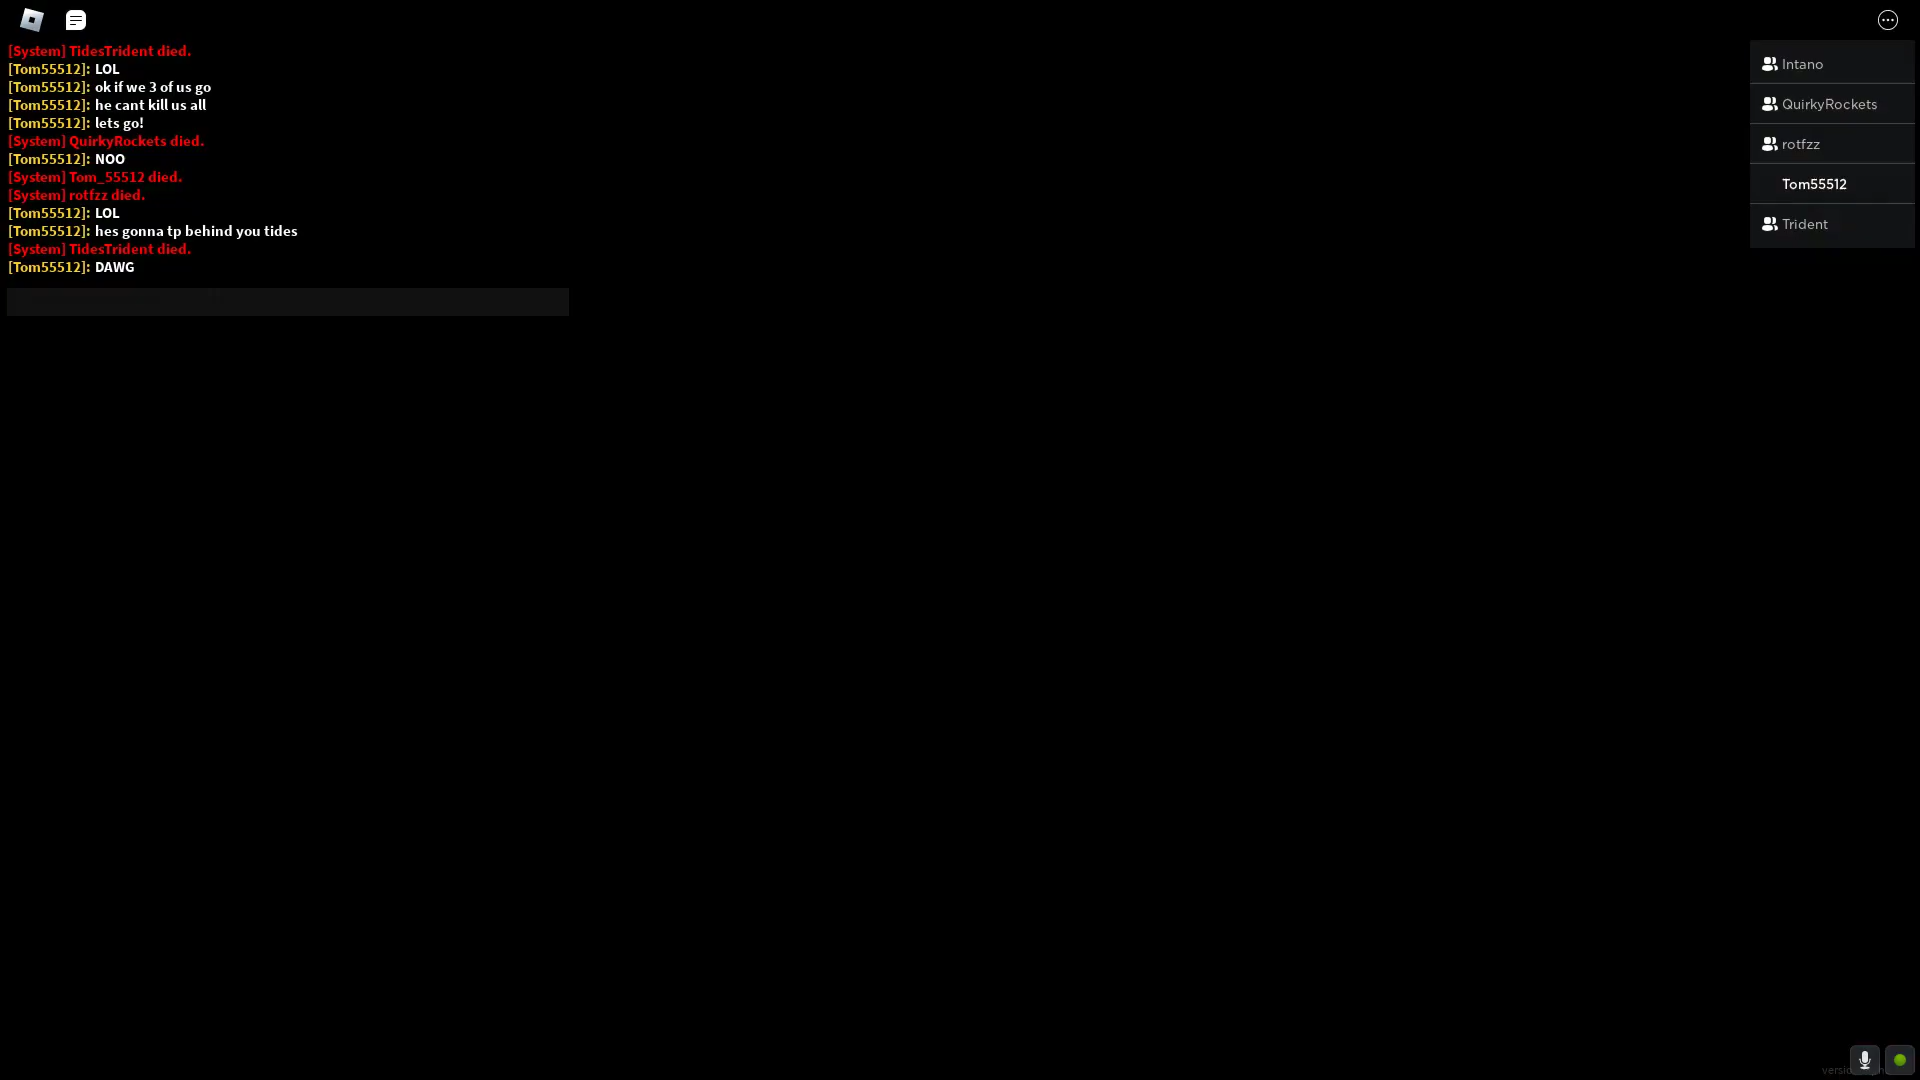 [System] TidesTrident died.
[Tom55512]: LOL
[Tom55512]: ok if we 3 of us go
[Tom55512]: he cant kill us all
[Tom55512]: lets go!
[System] QuirkyRockets died.
[Tom55512]: NOO
[System] Tom_55512 died.
[System] rotfzz died.
[Tom55512]: LOL
[Tom55512]: hes gonna tp behind you tides
[System] TidesTrident died.
[Tom55512]: DAWG
Intano
QuirkyRockets
rotfzz
Tom55512
Trident